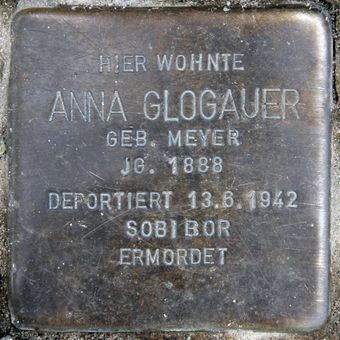 HIER WOHNTE
ANNA GLOGAUER
GEB. MEYER
JG. 1888
DEPORTIERT 13.6.1942
SOBIBOR
ERMORDET